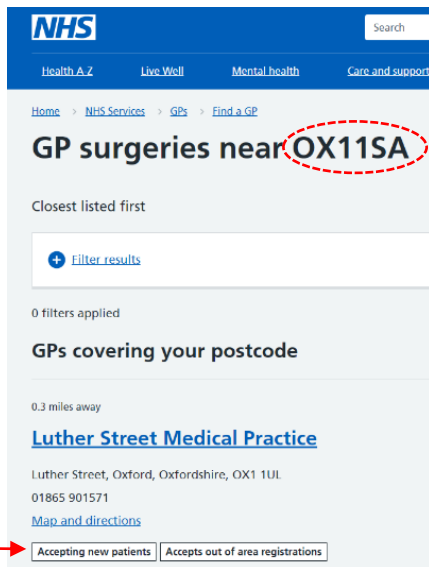 NHS
Search
Health A-Z Live Well Mental health Care and support
Home > NHS Services > GPs > Find a GP
GP surgeries near OX11SA
Closest listed first
Filter results
0 filters applied
GPs covering your postcode
0.3 miles away
Luther Street Medical Practice
Luther Street, Oxford, Oxfordshire, OX1 1UL
01865 901571
Map and directions
Accepting new patients Accepts out of area registrations